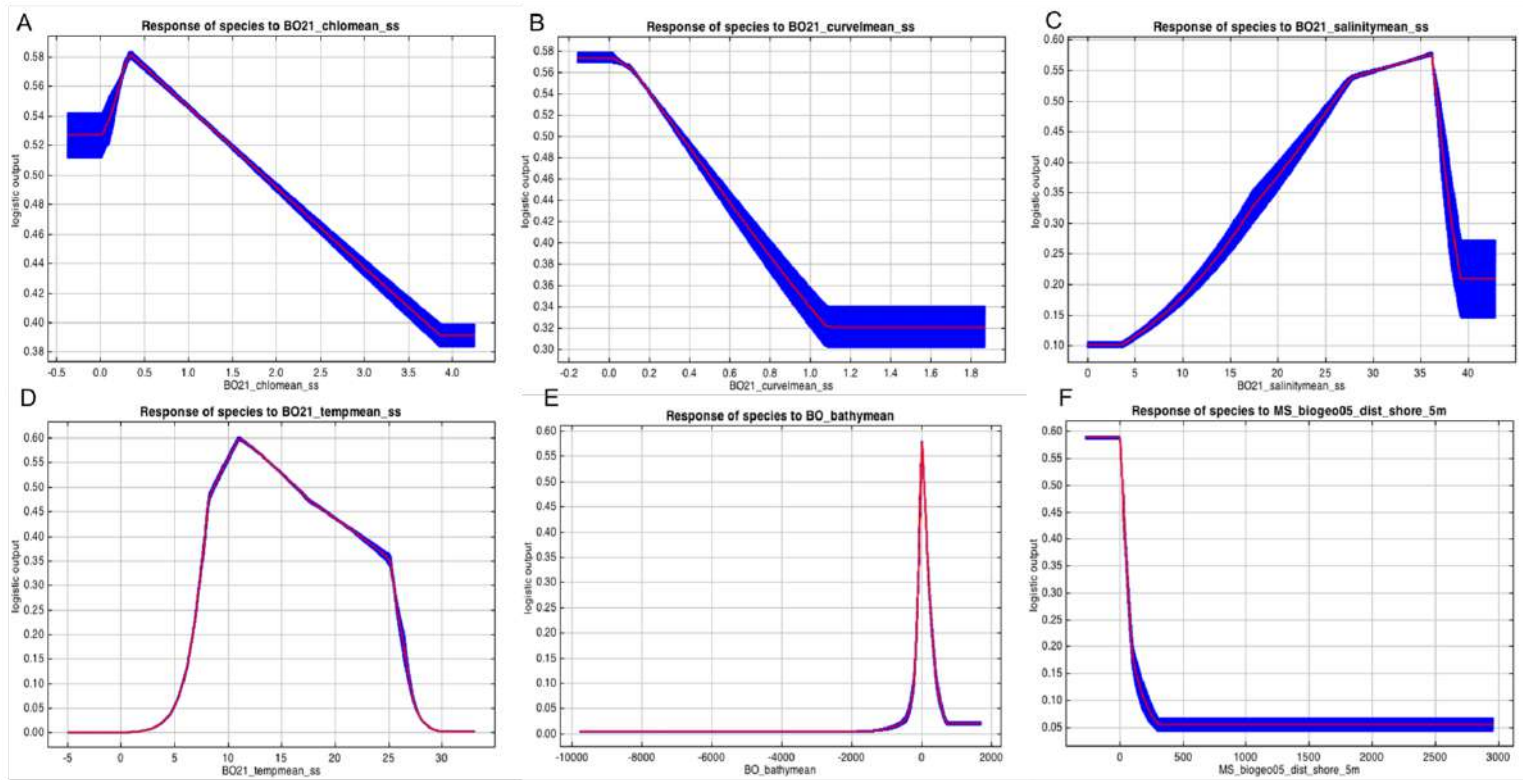 A
Response of species to BO21_chlomean_ss
logistic output
0.58
0.56
0.54
0.52
0.50
0.48
0.46
0.44
0.42
0.40
0.38
-0.5 0.0 0.5 1.0 1.5 2.0 2.5 3.0 3.5 4.0
BO21_chlomean_ss
B
Response of species to BO21_curvelmean_ss
logistic output
0.58
0.56
0.54
0.52
0.50
0.48
0.46
0.44
0.42
0.40
0.38
0.36
0.34
0.32
0.30
-0.2 0.0 0.2 0.4 0.6 0.8 1.0 1.2 1.4 1.6 1.8
BO21_curvelmean_ss
C
Response of species to BO21_salinitymean_ss
logistic output
0.60
0.55
0.50
0.45
0.40
0.35
0.30
0.25
0.20
0.15
0.10
0 5 10 15 20 25 30 35 40
BO21_salinitymean_ss
D
Response of species to BO21_tempmean_ss
logistic output
0.60
0.55
0.50
0.45
0.40
0.35
0.30
0.25
0.20
0.15
0.10
0.05
0.00
-5 0 5 10 15 20 25 30
BO21_tempmean_ss
E
Response of species to BO_bathymean
logistic output
0.60
0.55
0.50
0.45
0.40
0.35
0.30
0.25
0.20
0.15
0.10
0.05
0.00
-10000 -8000 -6000 -4000 -2000 0 2000
BO_bathymean
F
Response of species to MS_biogeo05_dist_shore_5m
logistic output
0.60
0.55
0.50
0.45
0.40
0.35
0.30
0.25
0.20
0.15
0.10
0.05
0 500 1000 1500 2000 2500 3000
MS_biogeo05_dist_shore_5m